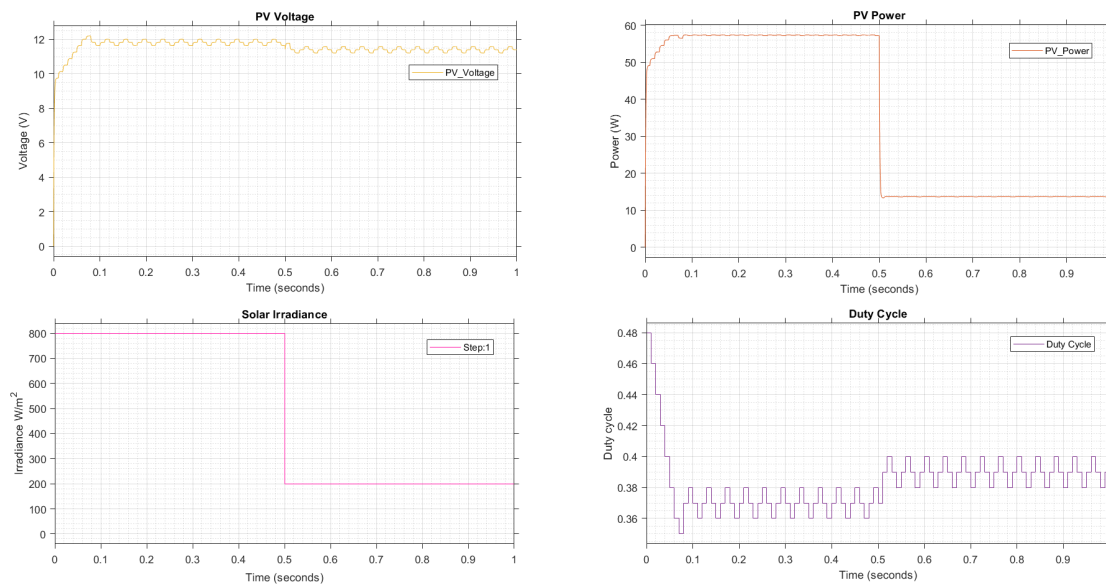 PV Voltage
12
10
8
6
4
2
0
Voltage (V)
PV_Voltage
0 0.1 0.2 0.3 0.4 0.5 0.6 0.7 0.8 0.9 1
Time (seconds)
PV Power
60
50
40
30
20
10
0
Power (W)
PV_Power
0 0.1 0.2 0.3 0.4 0.5 0.6 0.7 0.8 0.9
Time (seconds)
Solar Irradiance
800
700
600
500
400
300
200
100
0
Irradiance W/m²
Step:1
0 0.1 0.2 0.3 0.4 0.5 0.6 0.7 0.8 0.9 1
Time (seconds)
Duty Cycle
0.48
0.46
0.44
0.42
0.4
0.38
0.36
Duty cycle
Duty Cycle
0 0.1 0.2 0.3 0.4 0.5 0.6 0.7 0.8 0.9
Time (seconds)